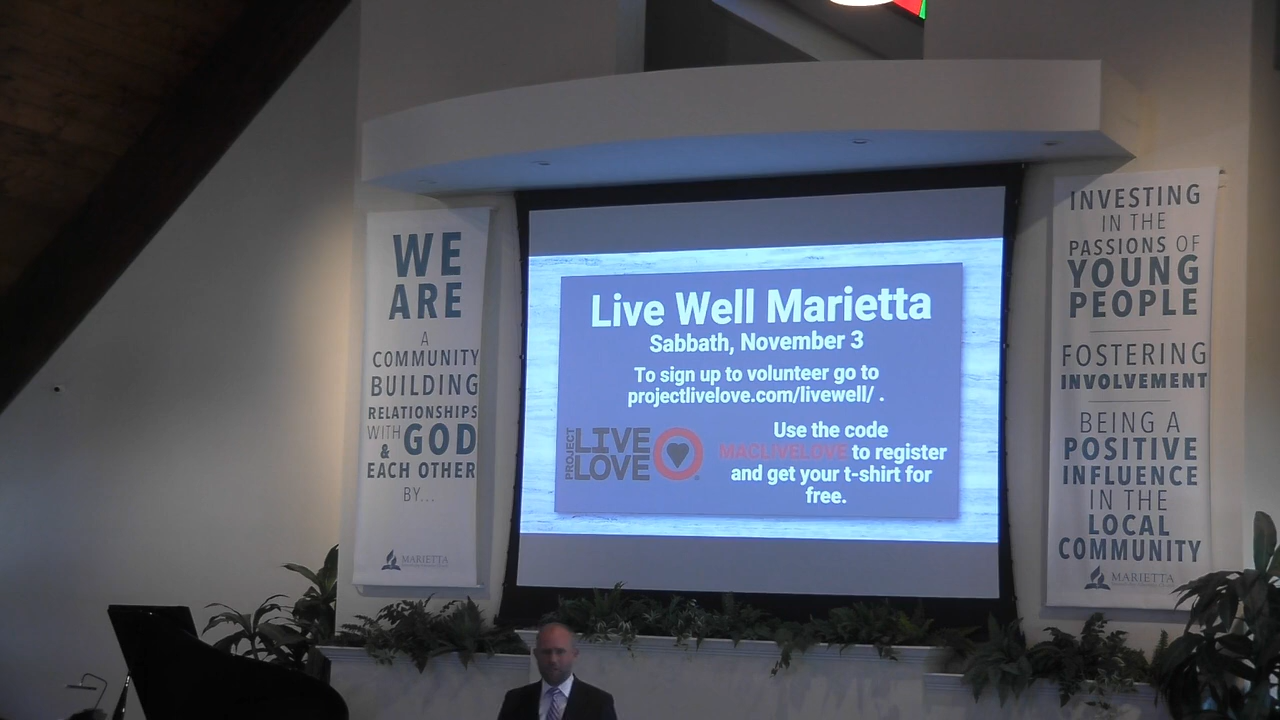 WE
ARE
A
COMMUNITY
BUILDING
RELATIONSHIPS
WITH GOD
&
EACH OTHER
BY...
MARIETTA
Live Well Marietta
Sabbath, November 3
To sign up to volunteer go to
projectlivelove.com/livewell/ .
PROJECT
LIVE
LOVE
Use the code
MACLIVELOVE to register
and get your t-shirt for
free.
INVESTING
IN THE
PASSIONS OF
YOUNG
PEOPLE
FOSTERING
INVOLVEMENT
BEING A
POSITIVE
INFLUENCE
IN THE
LOCAL
COMMUNITY
MARIETTA